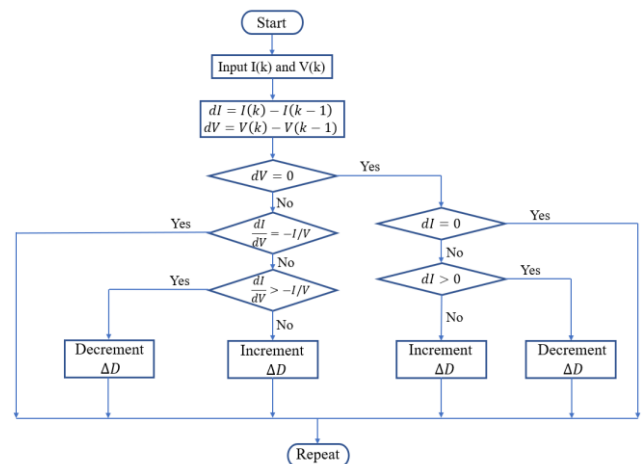 Start
Input I(k) and V(k)
dI = I(k) − I(k − 1)
dV = V(k) − V(k − 1)
dV = 0
Yes
No
Yes
dI/dV = −I/V
dI = 0
Yes
No
No
Yes
dI/dV > −I/V
dI > 0
Yes
No
No
Decrement
ΔD
Increment
ΔD
Increment
ΔD
Decrement
ΔD
Repeat